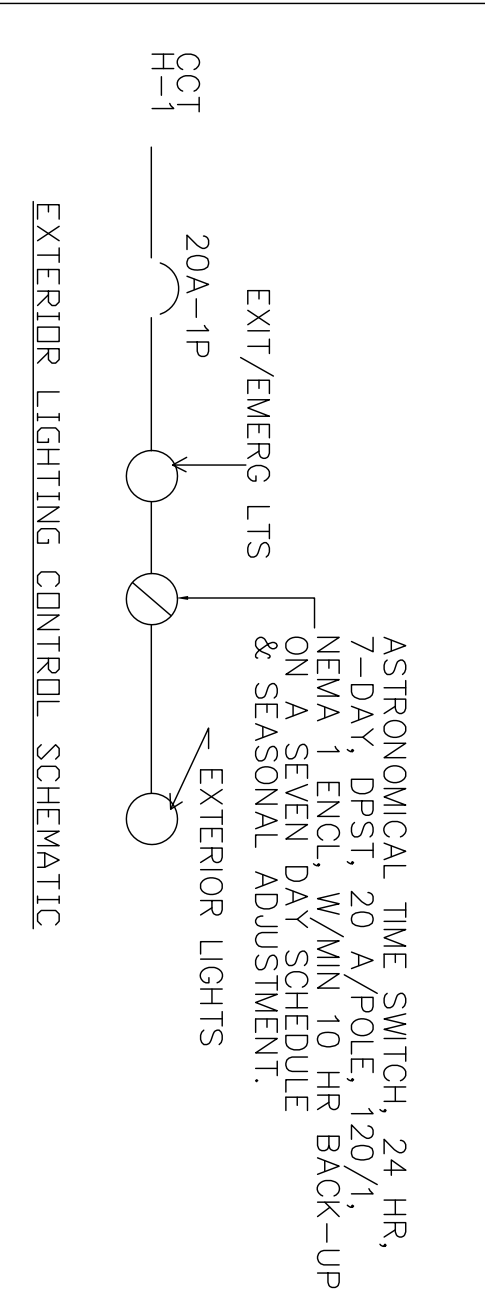 CCT
H-1
20A-1P
EXIT/EMERG LTS
ASTRONOMICAL TIME SWITCH, 24 HR,
7-DAY, DPST, 20 A/POLE, 120/1,
NEMA 1 ENCL, W/MIN 10 HR BACK-UP
ON A SEVEN DAY SCHEDULE
& SEASONAL ADJUSTMENT.
EXTERIOR LIGHTS
EXTERIOR LIGHTING CONTROL SCHEMATIC